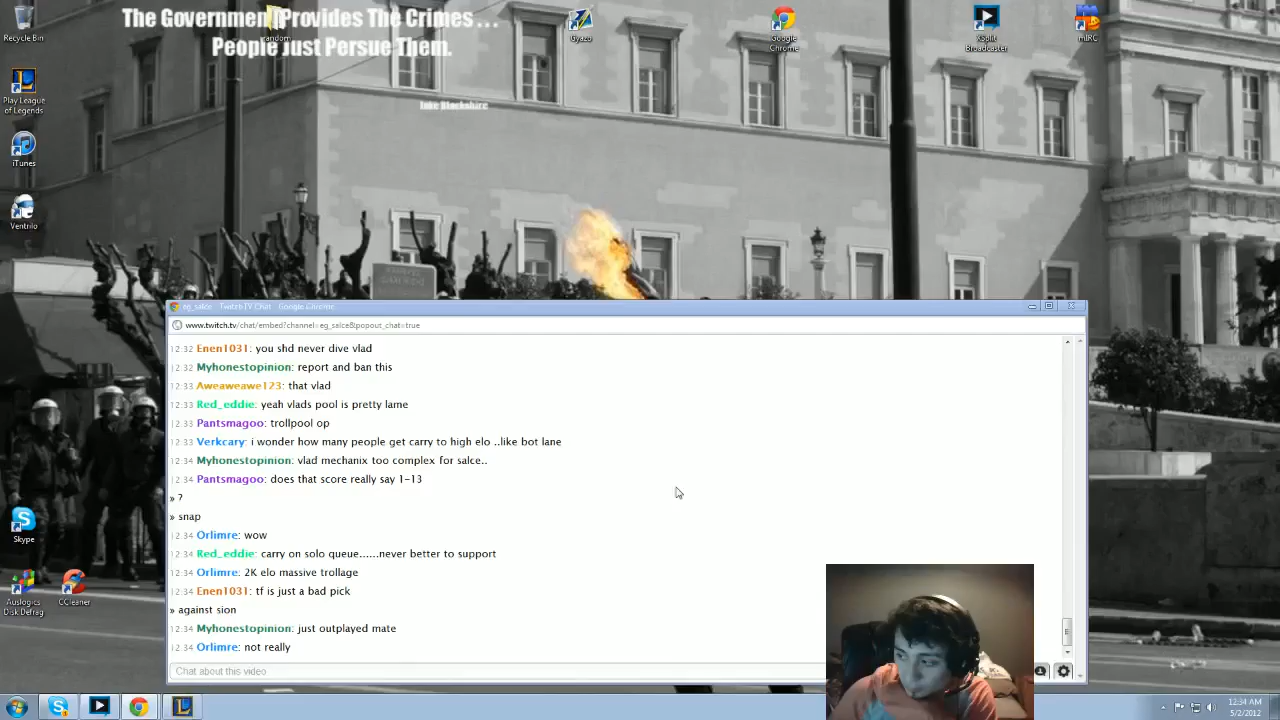 The Government Provides The Crimes ...
People Just Persue Them.
Recycle Bin
random
Gyazo
Google Chrome
XSplit Broadcaster
mIRC
Play League of Legends
iTunes
Ventrilo
eg_salce Twitch TV Chat - Google Chrome
www.twitch.tv/chat/embed?channel=eg_salce&popout_chat=true
12:32 Enen1031: you shd never dive vlad
12:32 Myhonestopinion: report and ban this
12:33 Aweaweawe123: that vlad
12:33 Red_eddie: yeah vlads pool is pretty lame
12:33 Pantsmagoo: trollpool op
12:33 Verkcary: i wonder how many people get carry to high elo ..like bot lane
12:34 Myhonestopinion: vlad mechanix too complex for salce..
12:34 Pantsmagoo: does that score really say 1-13
» ?
» snap
12:34 Orlimre: wow
12:34 Red_eddie: carry on solo queue......never better to support
12:34 Orlimre: 2K elo massive trollage
12:34 Enen1031: tf is just a bad pick
» against sion
12:34 Myhonestopinion: just outplayed mate
12:34 Orlimre: not really
Chat about this video
Skype
Auslogics Disk Defrag
CCleaner
12:34 AM
5/2/2012